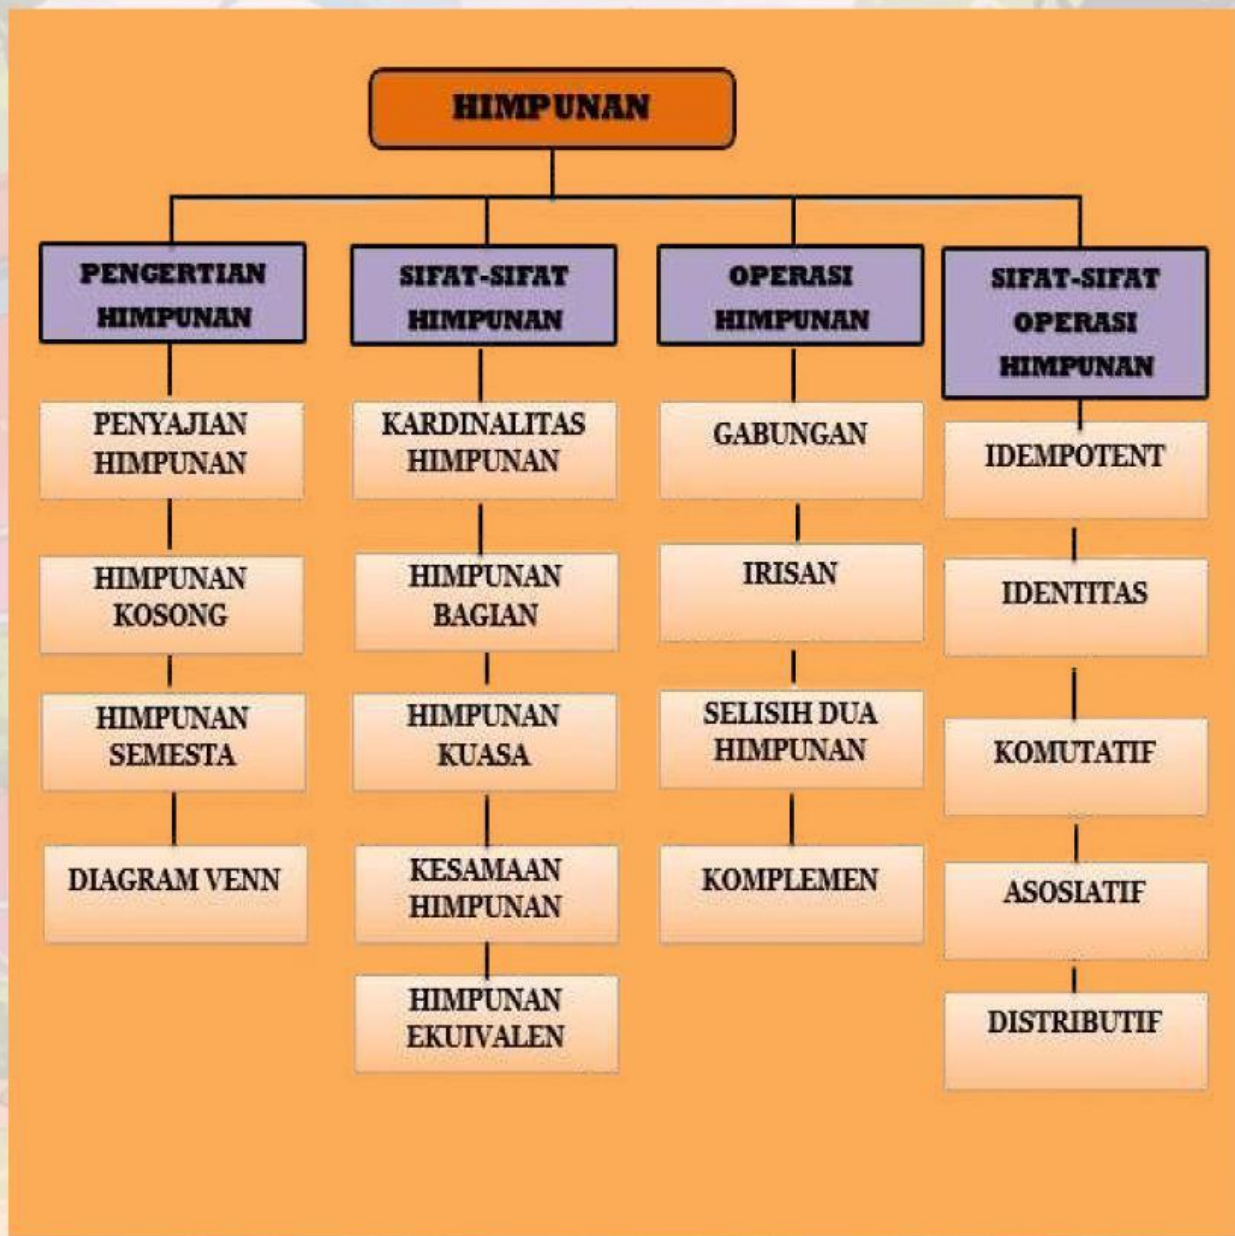 HIMPUNAN
PENGERTIAN
HIMPUNAN
PENYAJIAN
HIMPUNAN
HIMPUNAN
KOSONG
HIMPUNAN
SEMESTA
DIAGRAM VENN
SIFAT-SIFAT
HIMPUNAN
KARDINALITAS
HIMPUNAN
HIMPUNAN
BAGIAN
HIMPUNAN
KUASA
KESAMAAN
HIMPUNAN
HIMPUNAN
EKUIVALEN
OPERASI
HIMPUNAN
GABUNGAN
IRISAN
SELISIH DUA
HIMPUNAN
KOMPLEMEN
SIFAT-SIFAT
OPERASI
HIMPUNAN
IDEMPOTENT
IDENTITAS
KOMUTATIF
ASOSIATIF
DISTRIBUTIF